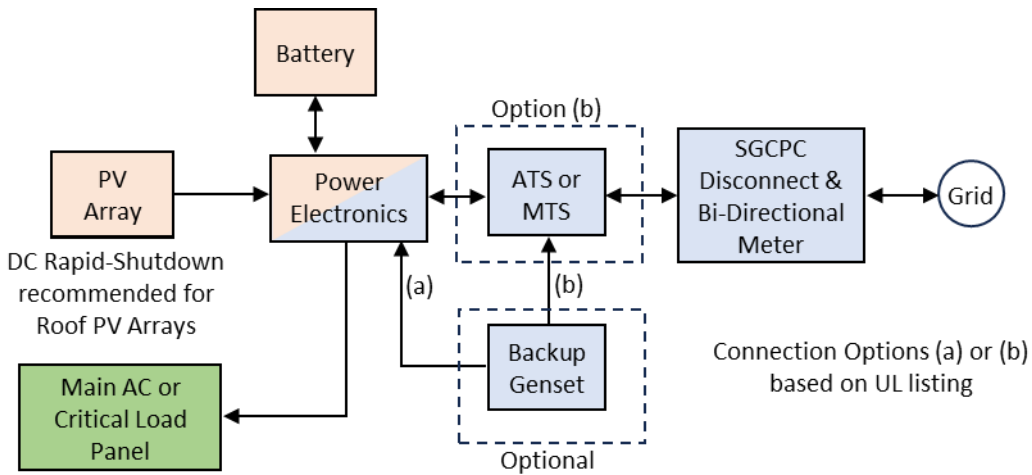 Battery
Option (b)
PV
Array
Power
Electronics
ATS or
MTS
SGCPC
Disconnect &
Bi-Directional
Meter
Grid
DC Rapid-Shutdown
recommended for
Roof PV Arrays
(a)
(b)
Backup
Genset
Connection Options (a) or (b)
based on UL listing
Main AC or
Critical Load
Panel
Optional